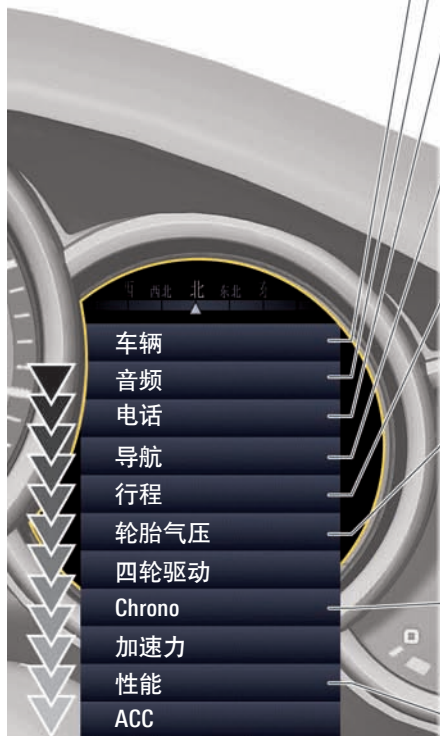 西北 北 东北
车辆
音频
电话
导航
行程
轮胎气压
四轮驱动
Chrono
加速力
性能
ACC